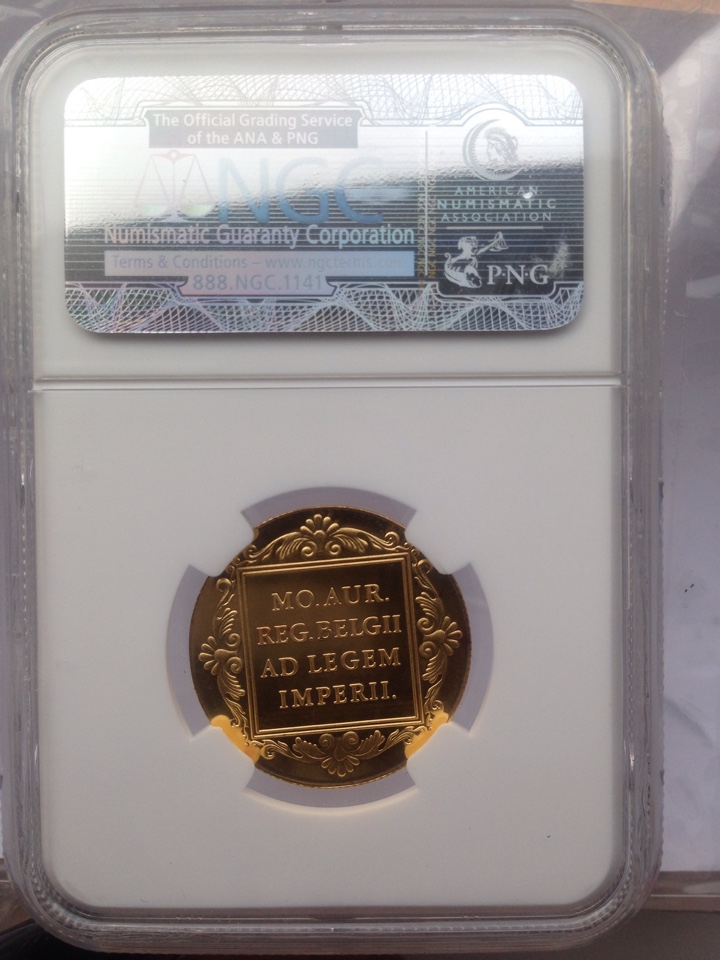 The Official Grading Service
of the ANA & PNG
NGC
Numismatic Guaranty Corporation
Terms & Conditions – www.ngcterms.com
888.NGC.1141
AMERICAN
NUMISMATIC
ASSOCIATION
PNG
MO.AUR.
REG.BELGII
AD LEGEM
IMPERII.